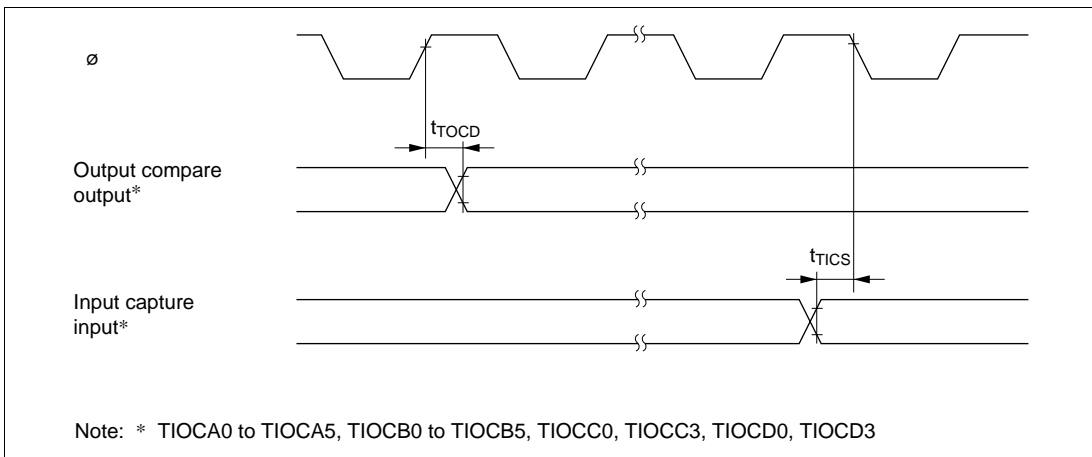 ø
tTOCD
Output compare
output*
tTICS
Input capture
input*
Note: * TIOCA0 to TIOCA5, TIOCB0 to TIOCB5, TIOCC0, TIOCC3, TIOCD0, TIOCD3